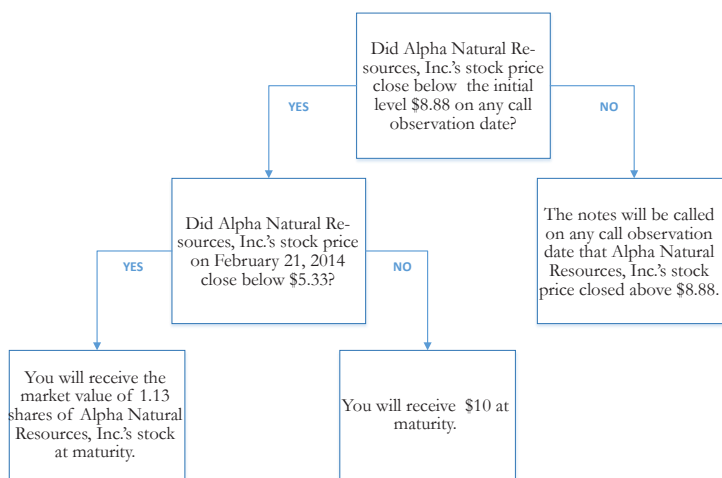 Did Alpha Natural Re-
sources, Inc.'s stock price
close below the initial
level $8.88 on any call
observation date?
YES
NO
Did Alpha Natural Re-
sources, Inc.'s stock price
on February 21, 2014
close below $5.33?
The notes will be called
on any call observation
date that Alpha Natural
Resources, Inc.'s stock
price closed above $8.88.
YES
NO
You will receive the
market value of 1.13
shares of Alpha Natural
Resources, Inc.'s stock
at maturity.
You will receive $10 at
maturity.